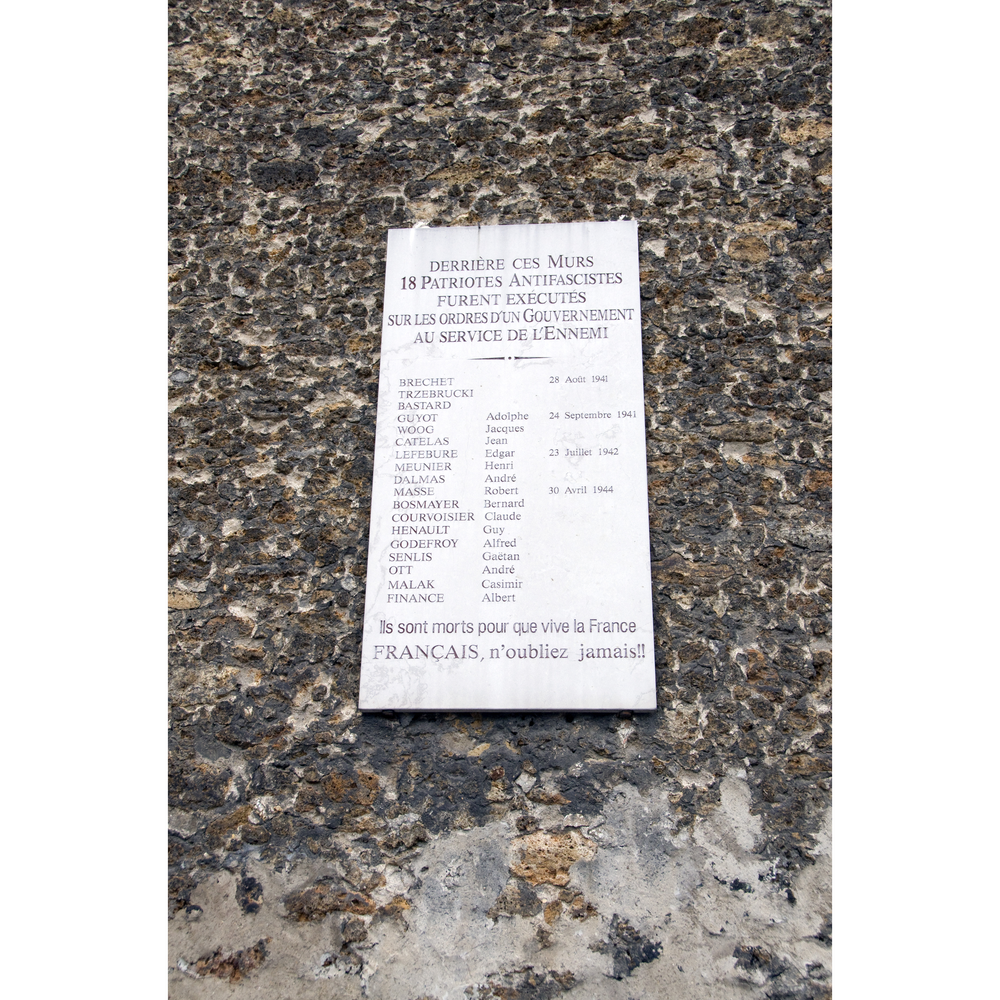 DERRIÈRE CES MURS
18 PATRIOTES ANTIFASCISTES
FURENT EXÉCUTÉS
SUR LES ORDRES D'UN GOUVERNEMENT
AU SERVICE DE L'ENNEMI
BRECHET 28 Août 1941
TRZEBRUCKI
BASTARD
GUYOT Adolphe 24 Septembre 1941
WOOG Jacques
CATELAS Jean
LEFEBURE Edgar 23 Juillet 1942
MEUNIER Henri
DALMAS André
MASSE Robert 30 Avril 1944
BOSMAYER Bernard
COURVOISIER Claude
HENAULT Guy
GODEFROY Alfred
SENLIS Gaëtan
OTT André
MALAK Casimir
FINANCE Albert
Ils sont morts pour que vive la France
FRANÇAIS, n'oubliez jamais!!